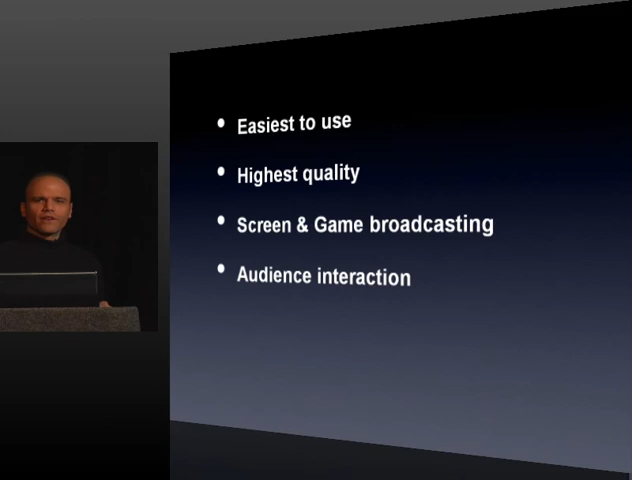 • Easiest to use
• Highest quality
• Screen & Game broadcasting
• Audience interaction